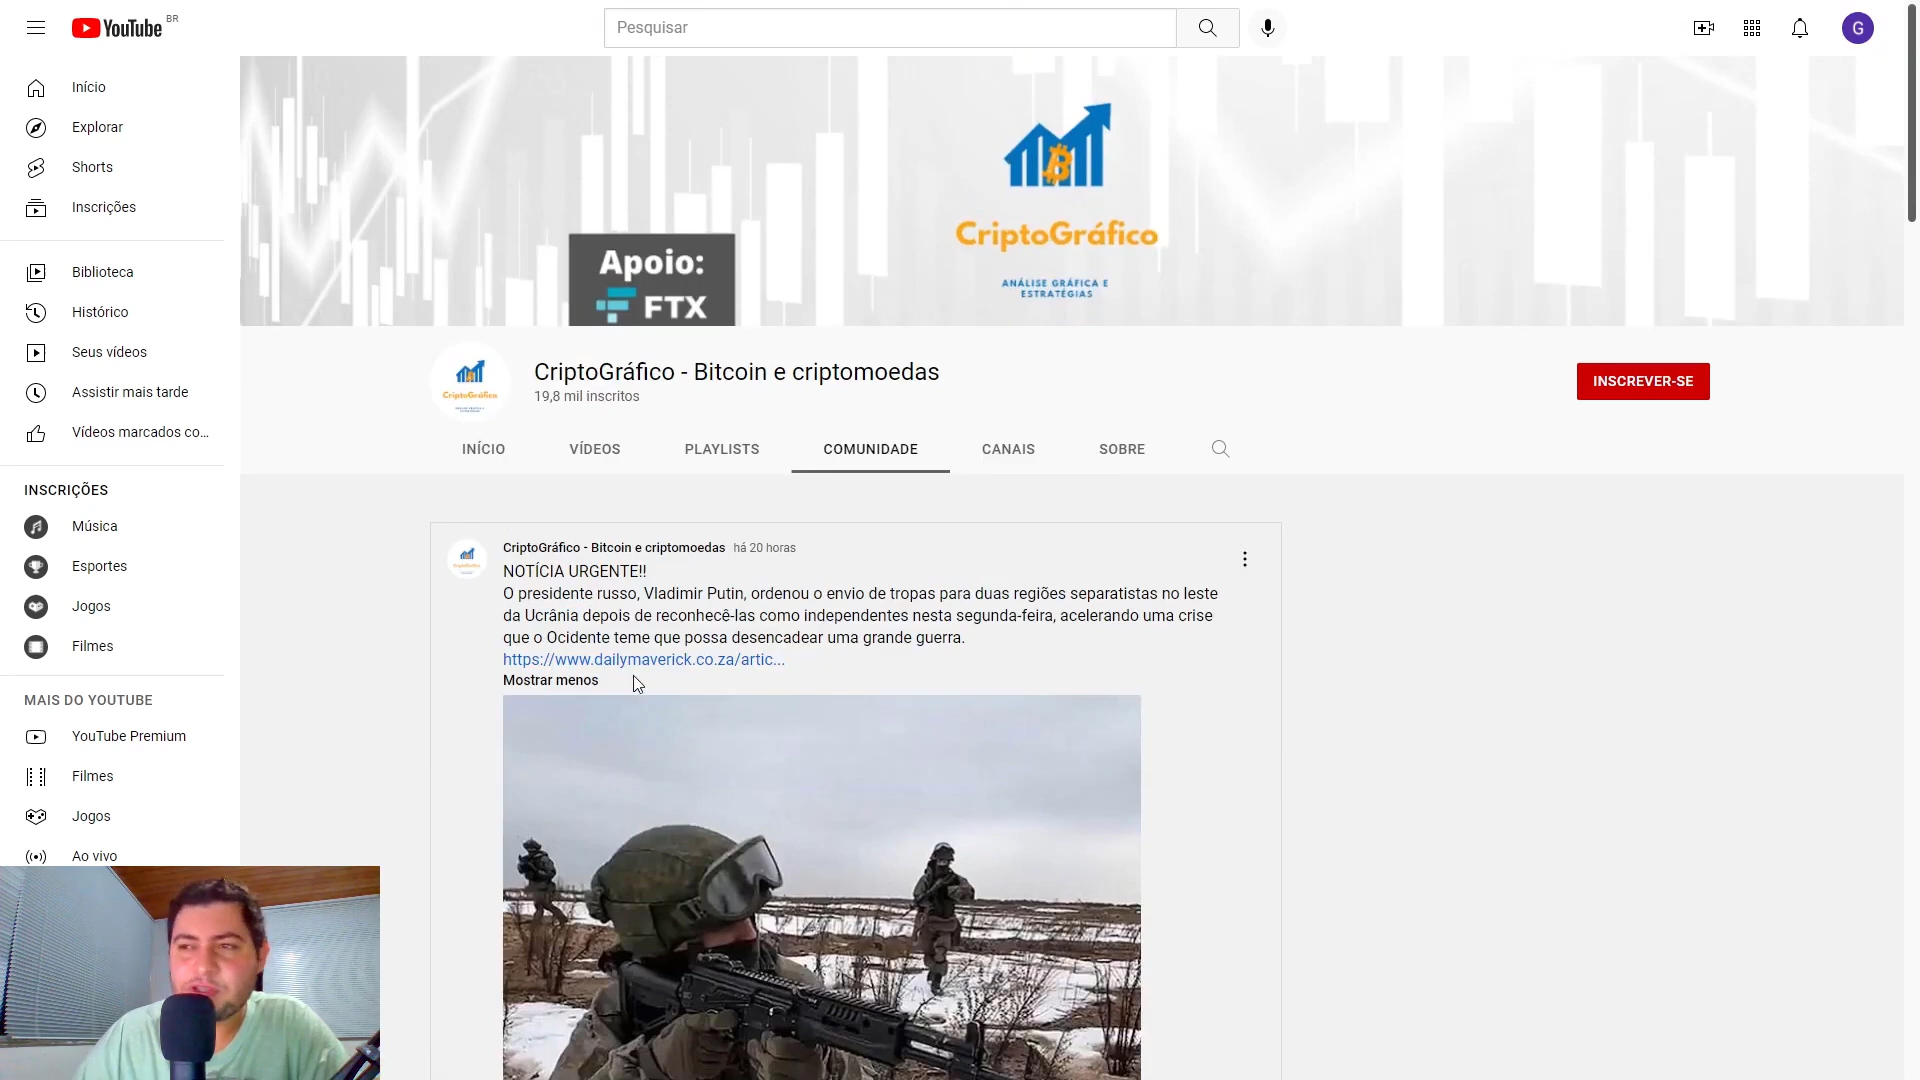 YouTube BR
Pesquisar
G
Início
Explorar
Shorts
Inscrições
Biblioteca
Histórico
Seus vídeos
Assistir mais tarde
Vídeos marcados co...
INSCRIÇÕES
Música
Esportes
Jogos
Filmes
MAIS DO YOUTUBE
YouTube Premium
Filmes
Jogos
Ao vivo
Apoio:
FTX
CriptoGráfico
ANÁLISE GRÁFICA E
ESTRATÉGIAS
CriptoGráfico
CriptoGráfico - Bitcoin e criptomoedas
19,8 mil inscritos
INSCREVER-SE
INÍCIO
VÍDEOS
PLAYLISTS
COMUNIDADE
CANAIS
SOBRE
CriptoGráfico - Bitcoin e criptomoedas há 20 horas
NOTÍCIA URGENTE!!
O presidente russo, Vladimir Putin, ordenou o envio de tropas para duas regiões separatistas no leste
da Ucrânia depois de reconhecê-las como independentes nesta segunda-feira, acelerando uma crise
que o Ocidente teme que possa desencadear uma grande guerra.
https://www.dailymaverick.co.za/artic...
Mostrar menos